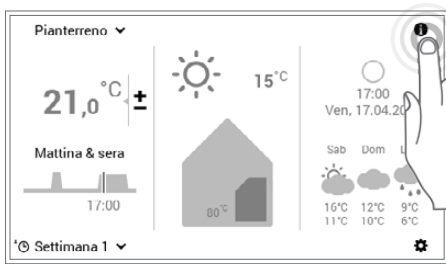 Pianterreno
21,0 °C ±
Mattina & sera
17:00
15°C
80°C
17:00
Ven, 17.04.20
Sab Dom L
16°C 12°C 9°C
11°C 10°C 6°C
Settimana 1